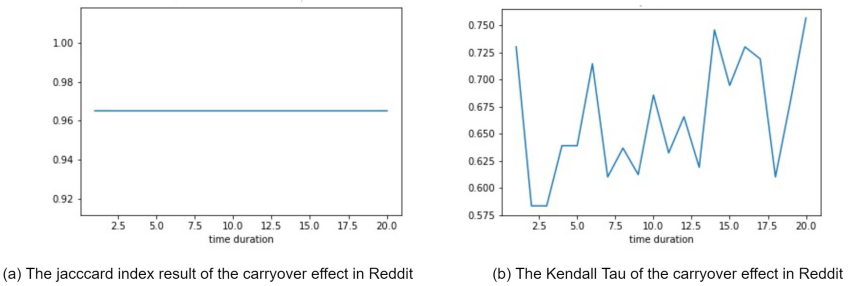 1.00
0.98
0.96
0.94
0.92
2.5 5.0 7.5 10.0 12.5 15.0 17.5 20.0
time duration
(a) The jacccard index result of the carryover effect in Reddit
0.750
0.725
0.700
0.675
0.650
0.625
0.600
0.575
2.5 5.0 7.5 10.0 12.5 15.0 17.5 20.0
time duration
(b) The Kendall Tau of the carryover effect in Reddit